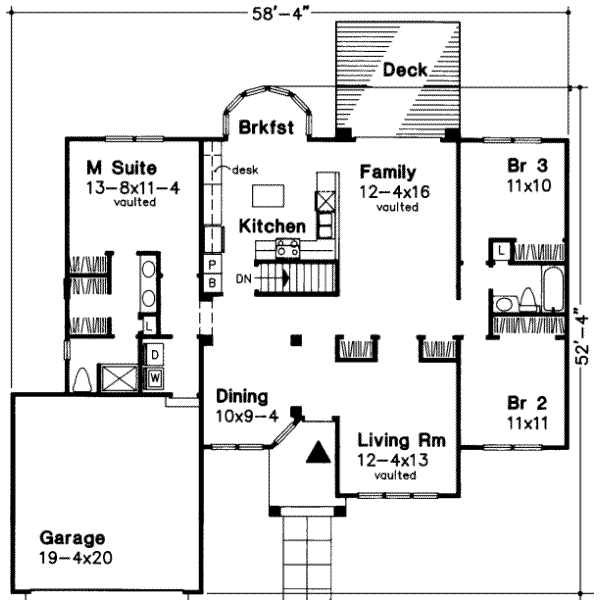 58'-4"
Deck
Brkfst
M Suite
13-8x11-4
vaulted
desk
Family
12-4x16
vaulted
Br 3
11x10
Kitchen
L
P
B
DN
L
D
W
52'-4"
Dining
10x9-4
Br 2
11x11
Living Rm
12-4x13
vaulted
Garage
19-4x20